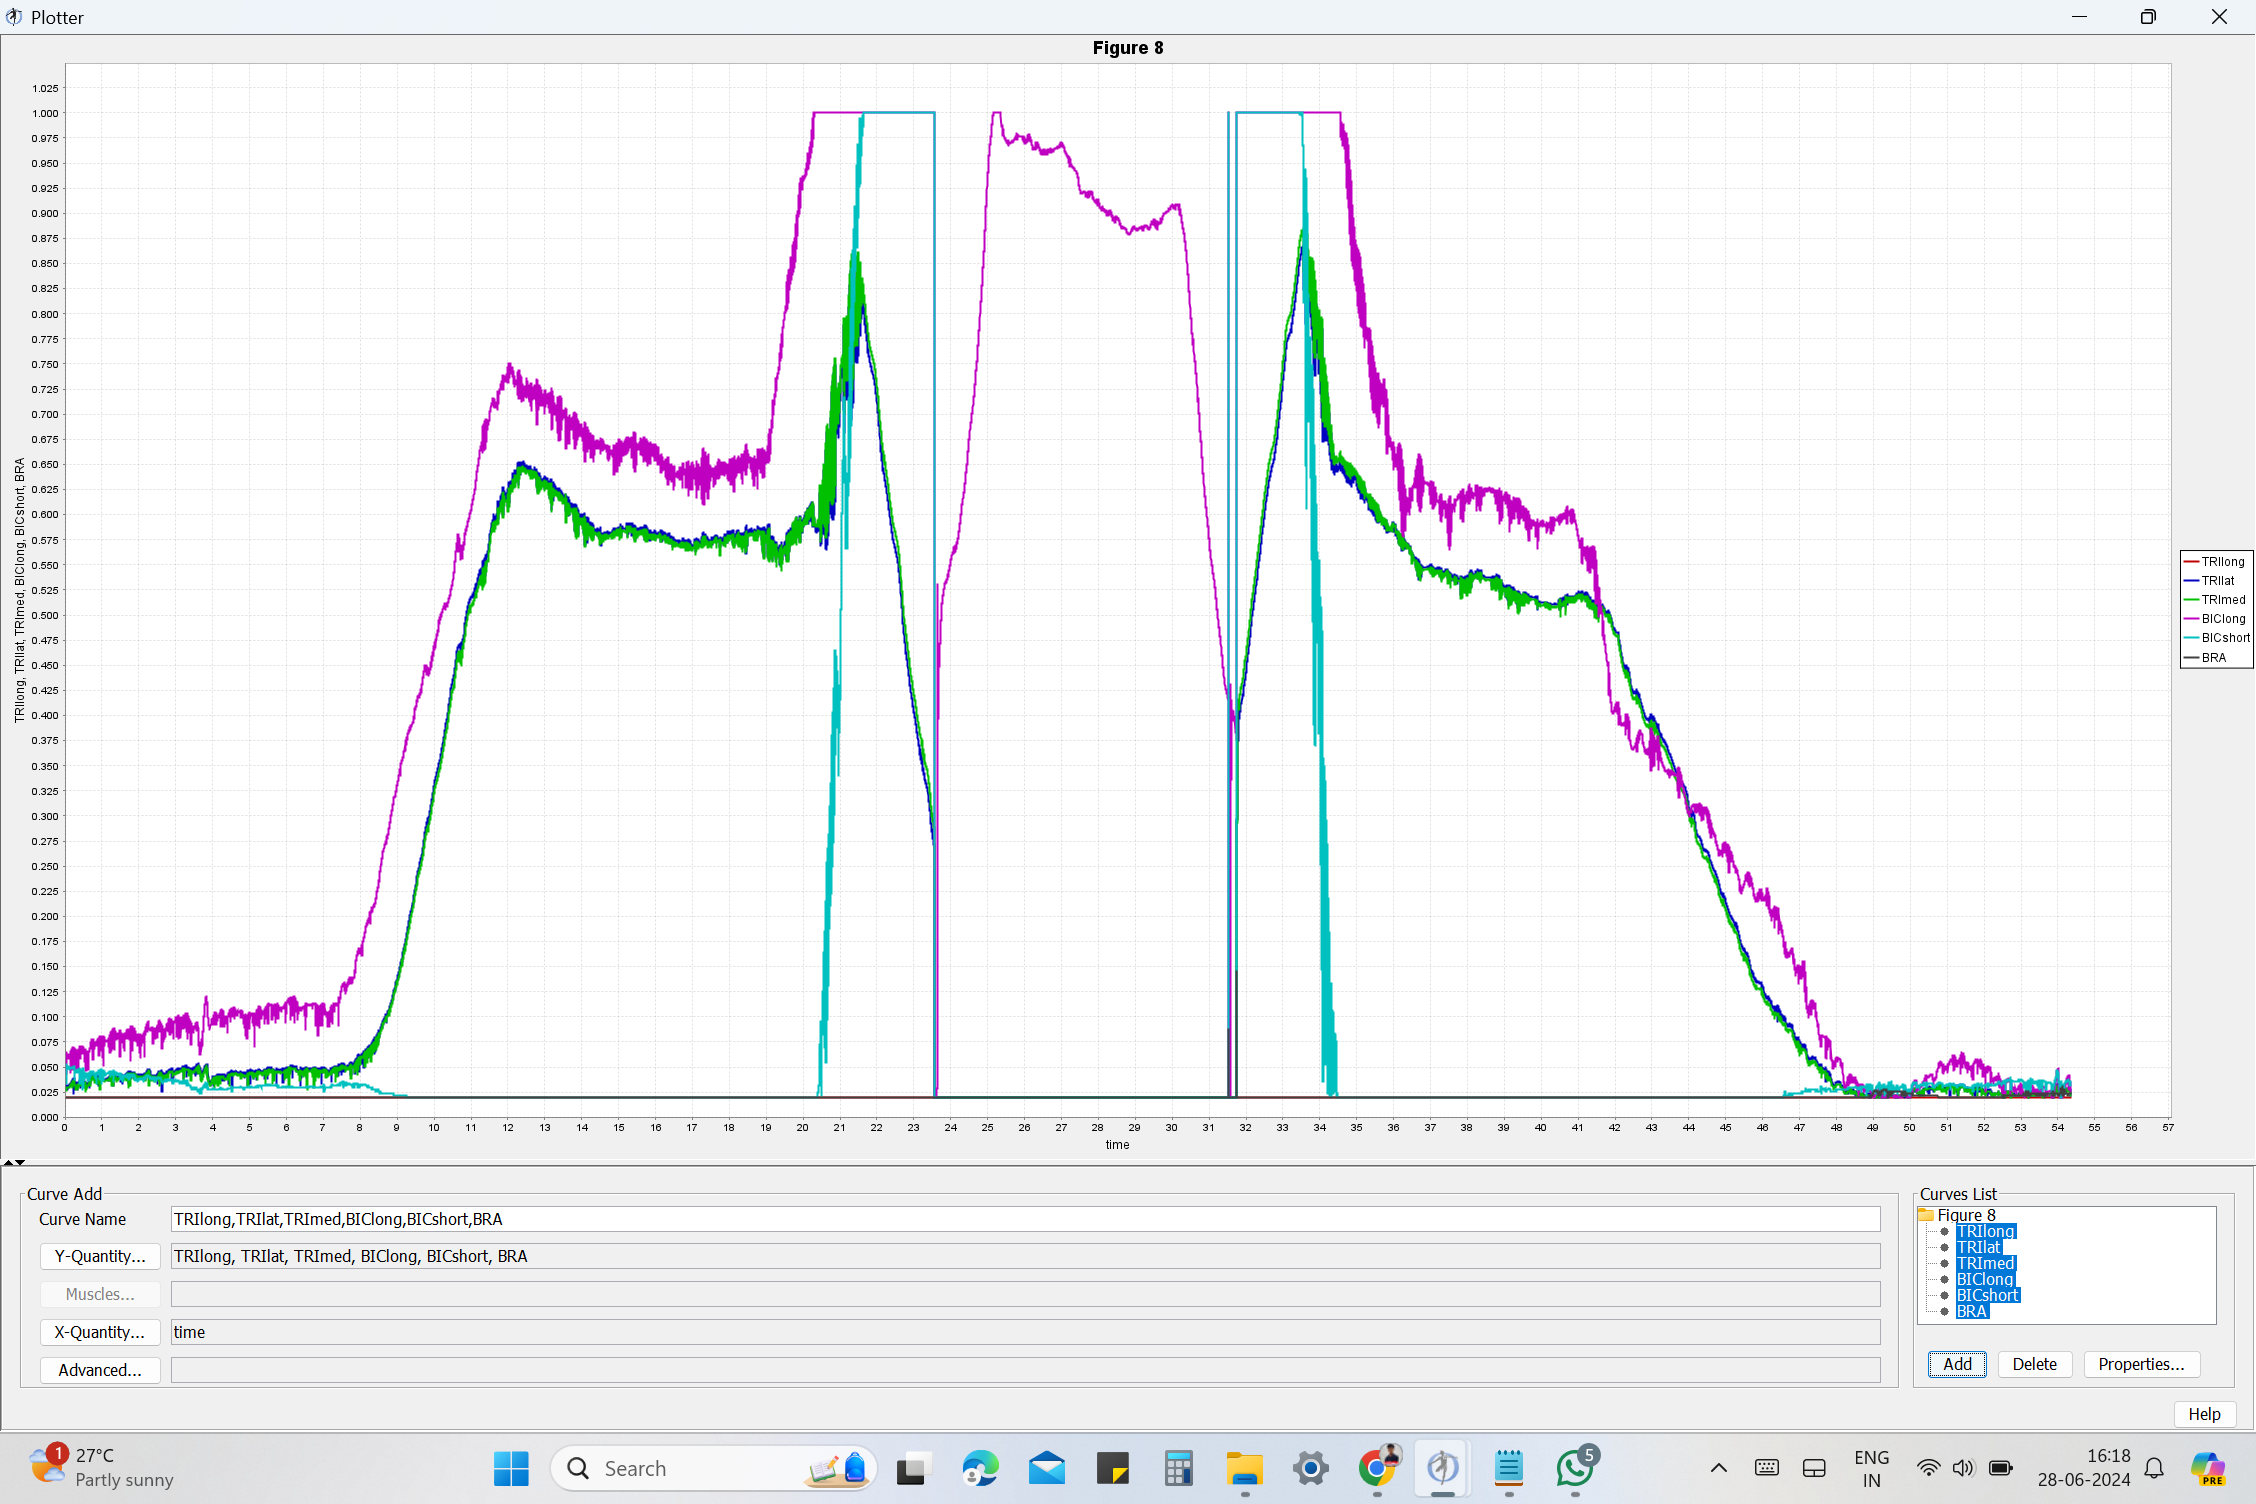 Plotter
Figure 8
1.025
1.000
0.975
0.950
0.925
0.900
0.875
0.850
0.825
0.800
0.775
0.750
0.725
0.700
0.675
0.650
0.625
0.600
0.575
0.550
0.525
0.500
0.475
0.450
0.425
0.400
0.375
0.350
0.325
0.300
0.275
0.250
0.225
0.200
0.175
0.150
0.125
0.100
0.075
0.050
0.025
0.000
TRIlong, TRIlat, TRImed, BIClong, BICshort, BRA
0 1 2 3 4 5 6 7 8 9 10 11 12 13 14 15 16 17 18 19 20 21 22 23 24 25 26 27 28 29 30 31 32 33 34 35 36 37 38 39 40 41 42 43 44 45 46 47 48 49 50 51 52 53 54 55 56 57
time
TRIlong
TRIlat
TRImed
BIClong
BICshort
BRA
Curve Add
Curve Name TRIlong,TRIlat,TRImed,BIClong,BICshort,BRA
Y-Quantity... TRIlong, TRIlat, TRImed, BIClong, BICshort, BRA
Muscles...
X-Quantity... time
Advanced...
Curves List
Figure 8
TRIlong
TRIlat
TRImed
BIClong
BICshort
BRA
Add Delete Properties...
Help
1
27°C
Partly sunny
Search
5
ENG
IN
16:18
28-06-2024
PRE